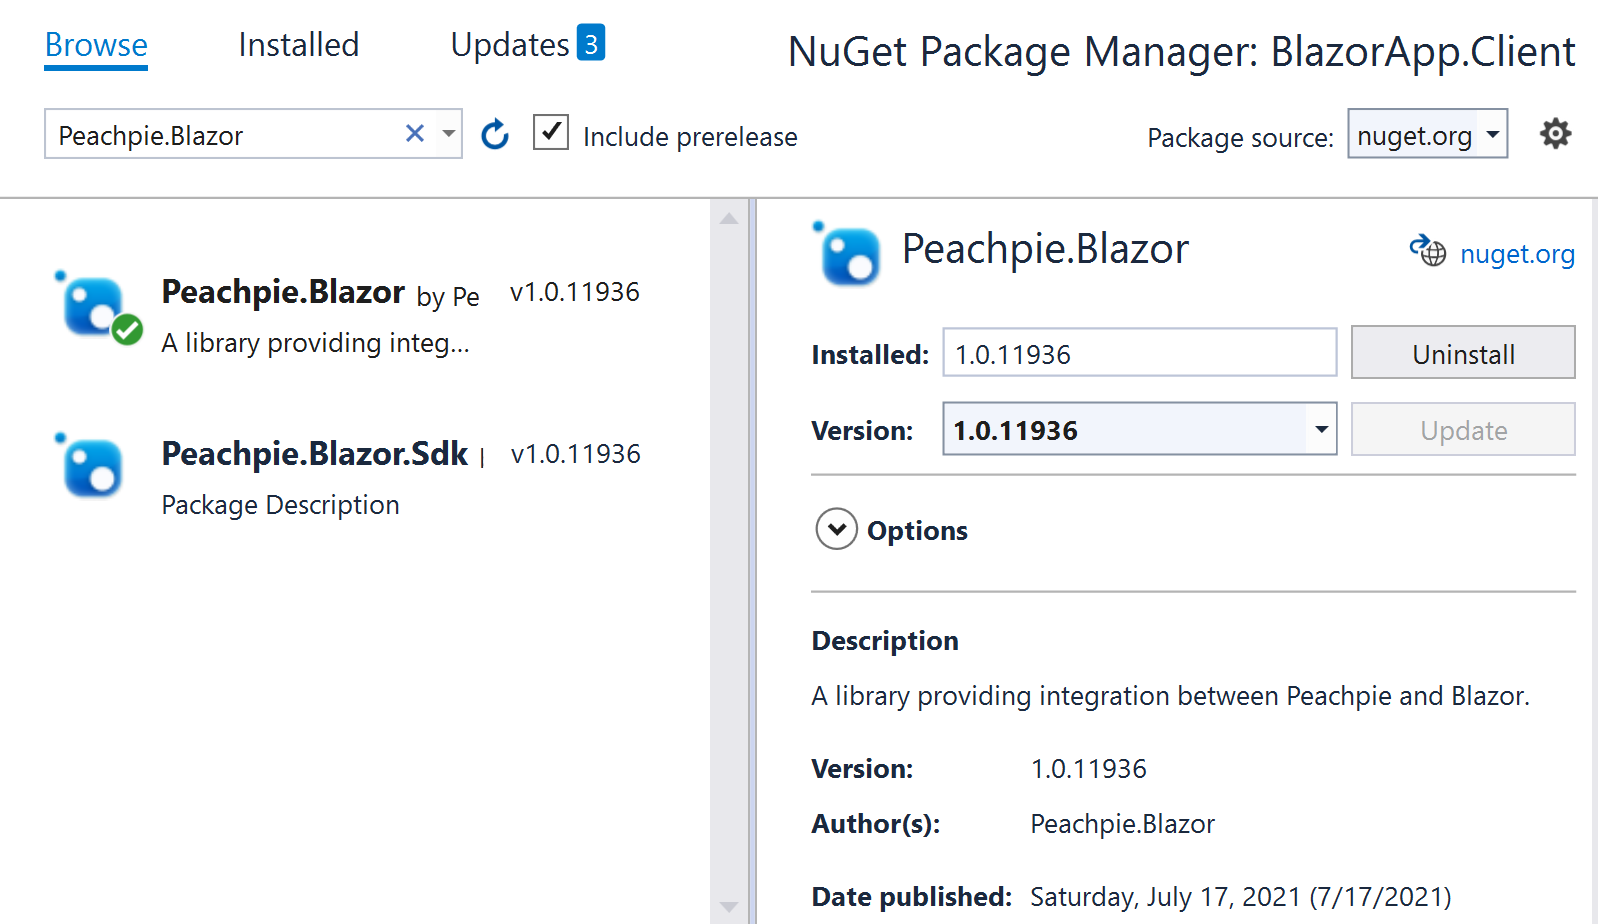 Browse
Installed
Updates 3
NuGet Package Manager: BlazorApp.Client
Peachpie.Blazor
Include prerelease
Package source: nuget.org
Peachpie.Blazor by Pe v1.0.11936
A library providing integ...
Peachpie.Blazor.Sdk v1.0.11936
Package Description
Peachpie.Blazor
nuget.org
Installed: 1.0.11936 Uninstall
Version: 1.0.11936 Update
Options
Description
A library providing integration between Peachpie and Blazor.
Version: 1.0.11936
Author(s): Peachpie.Blazor
Date published: Saturday, July 17, 2021 (7/17/2021)